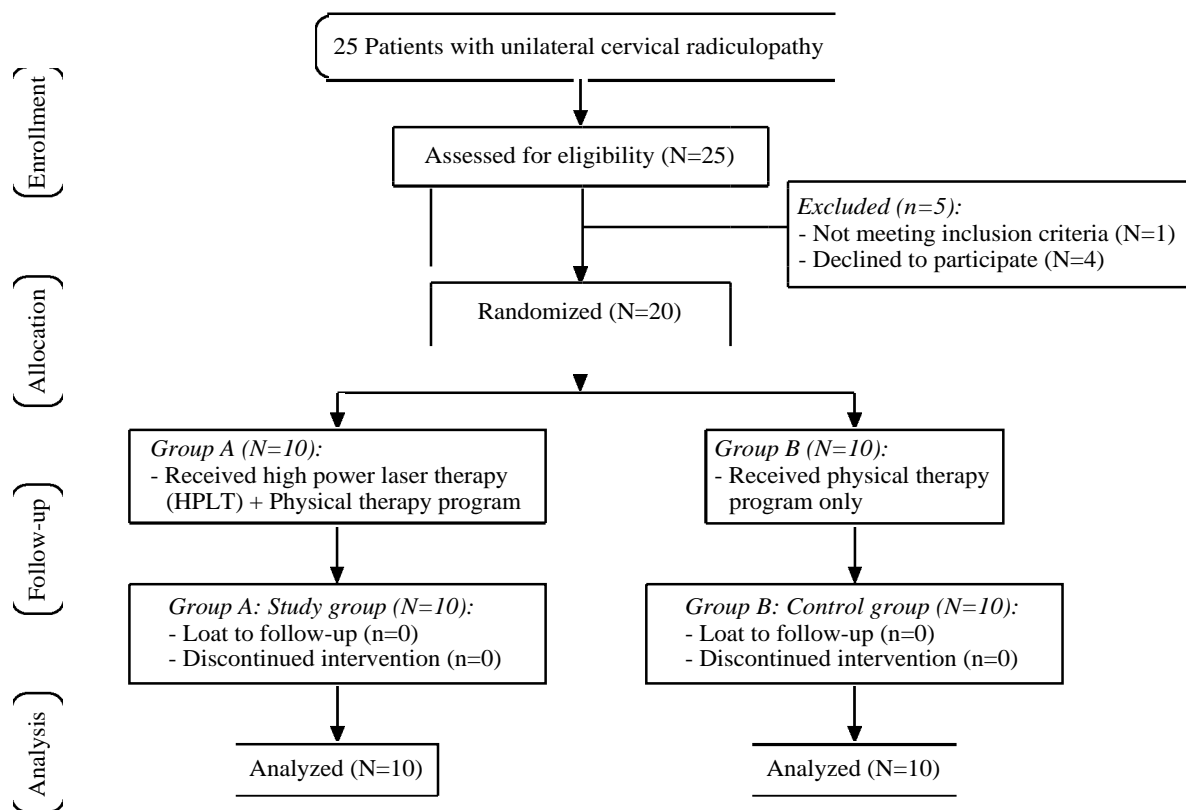 25 Patients with unilateral cervical radiculopathy
Enrollment
Assessed for eligibility (N=25)
Excluded (n=5):
- Not meeting inclusion criteria (N=1)
- Declined to participate (N=4)
Allocation
Randomized (N=20)
Group A (N=10):
- Received high power laser therapy
(HPLT) + Physical therapy program
Group B (N=10):
- Received physical therapy
program only
Follow-up
Group A: Study group (N=10):
- Loat to follow-up (n=0)
- Discontinued intervention (n=0)
Group B: Control group (N=10):
- Loat to follow-up (n=0)
- Discontinued intervention (n=0)
Analysis
Analyzed (N=10)
Analyzed (N=10)